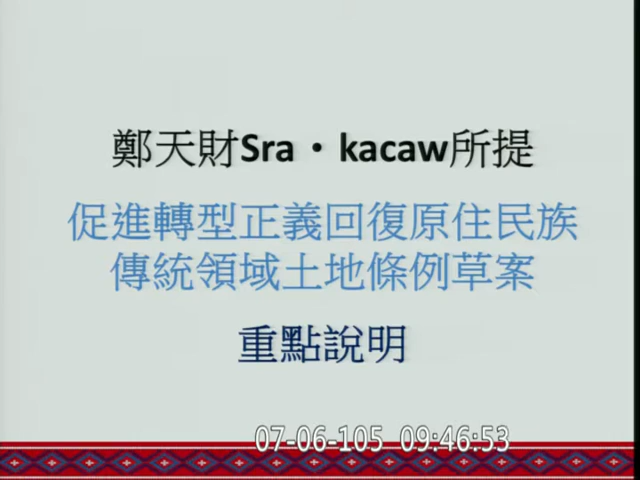 鄭天財Sra・kacaw所提
促進轉型正義回復原住民族
傳統領域土地條例草案
重點說明
07-06-105 09:46:53